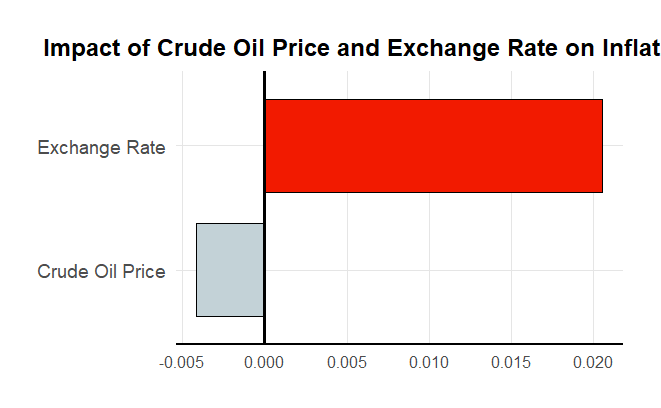 Impact of Crude Oil Price and Exchange Rate on Inflat
Exchange Rate
Crude Oil Price
-0.005 0.000 0.005 0.010 0.015 0.020